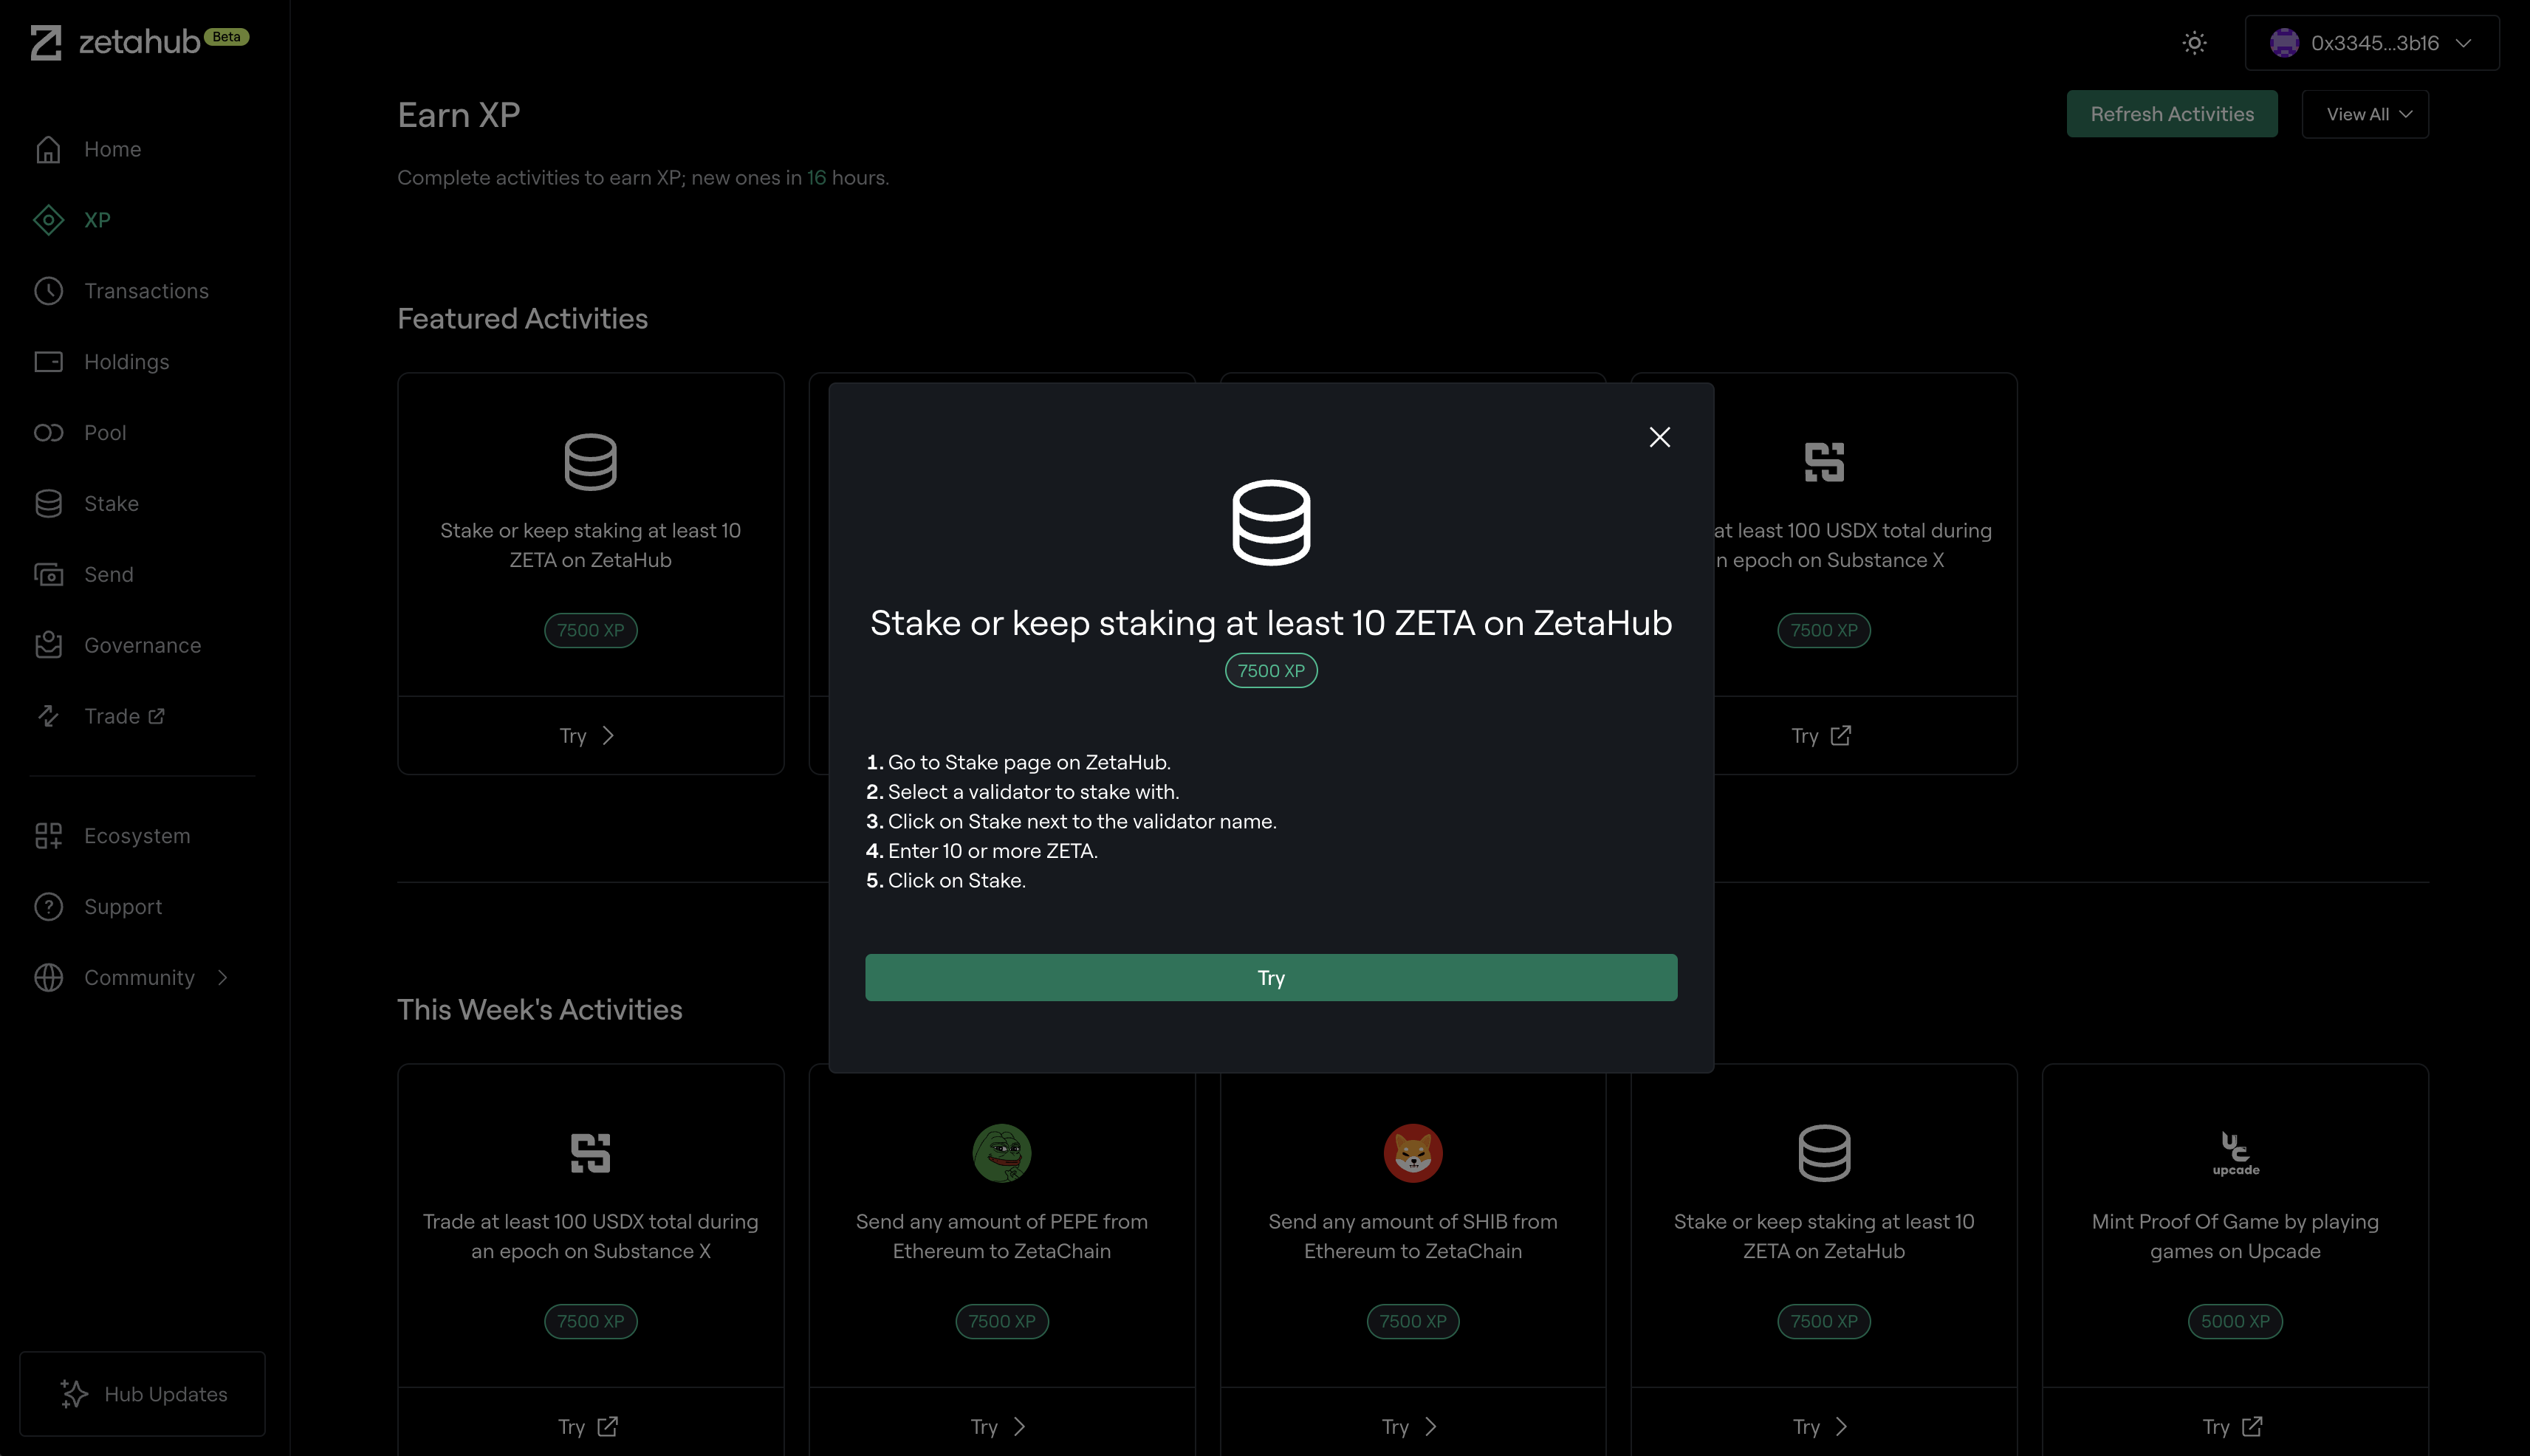 zetahub Beta
Home
XP
Transactions
Holdings
Pool
Stake
Send
Governance
Trade
Ecosystem
Support
Community
Hub Updates
0x3345...3b16
Earn XP
Refresh Activities
View All
Complete activities to earn XP; new ones in 16 hours.
Featured Activities
Stake or keep staking at least 10
ZETA on ZetaHub
7500 XP
Try
at least 100 USDX total during
n epoch on Substance X
7500 XP
Try
Stake or keep staking at least 10 ZETA on ZetaHub
7500 XP
1. Go to Stake page on ZetaHub.
2. Select a validator to stake with.
3. Click on Stake next to the validator name.
4. Enter 10 or more ZETA.
5. Click on Stake.
Try
This Week's Activities
Trade at least 100 USDX total during
an epoch on Substance X
7500 XP
Try
Send any amount of PEPE from
Ethereum to ZetaChain
7500 XP
Try
Send any amount of SHIB from
Ethereum to ZetaChain
7500 XP
Try
Stake or keep staking at least 10
ZETA on ZetaHub
7500 XP
Try
uc
upcade
Mint Proof Of Game by playing
games on Upcade
5000 XP
Try